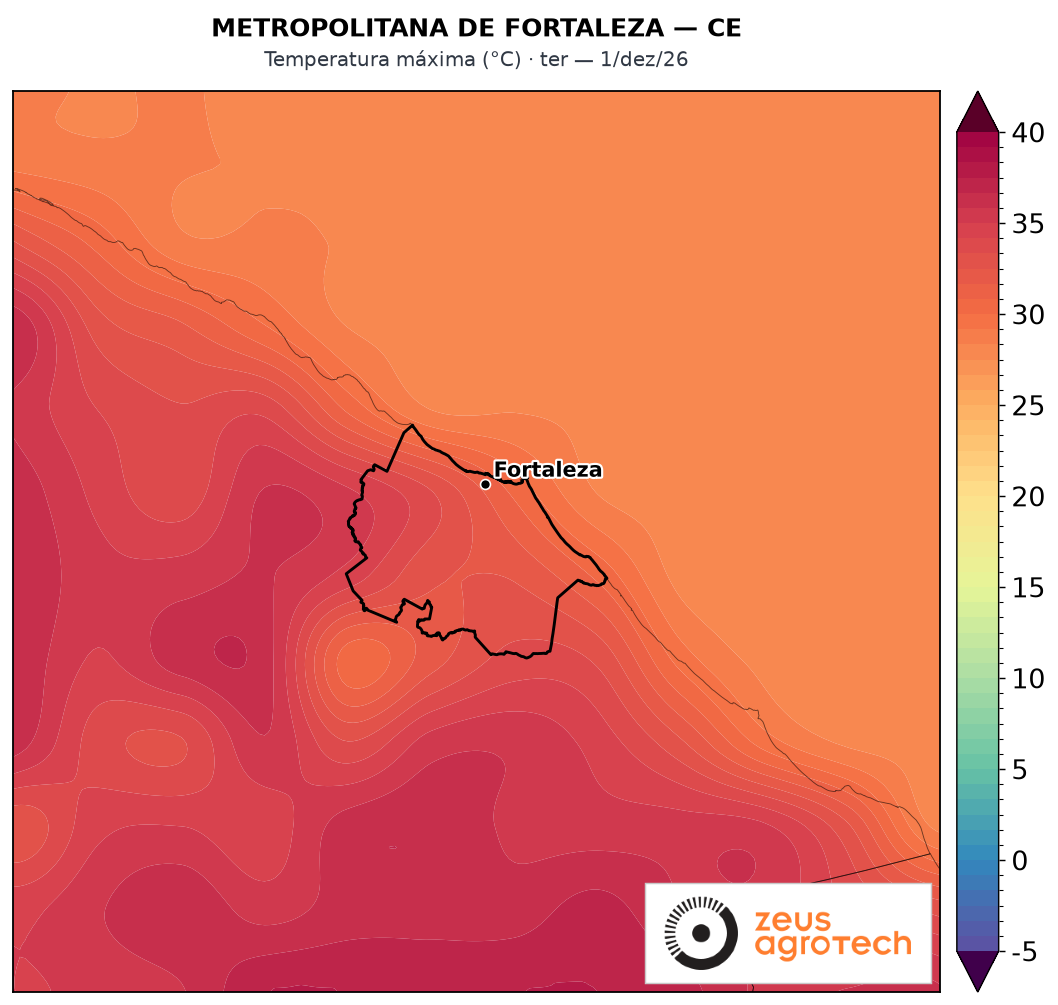 METROPOLITANA DE FORTALEZA — CE
Temperatura máxima (°C) · ter — 1/dez/26
Fortaleza
40
35
30
25
20
15
10
5
0
-5
zeus
agrotech